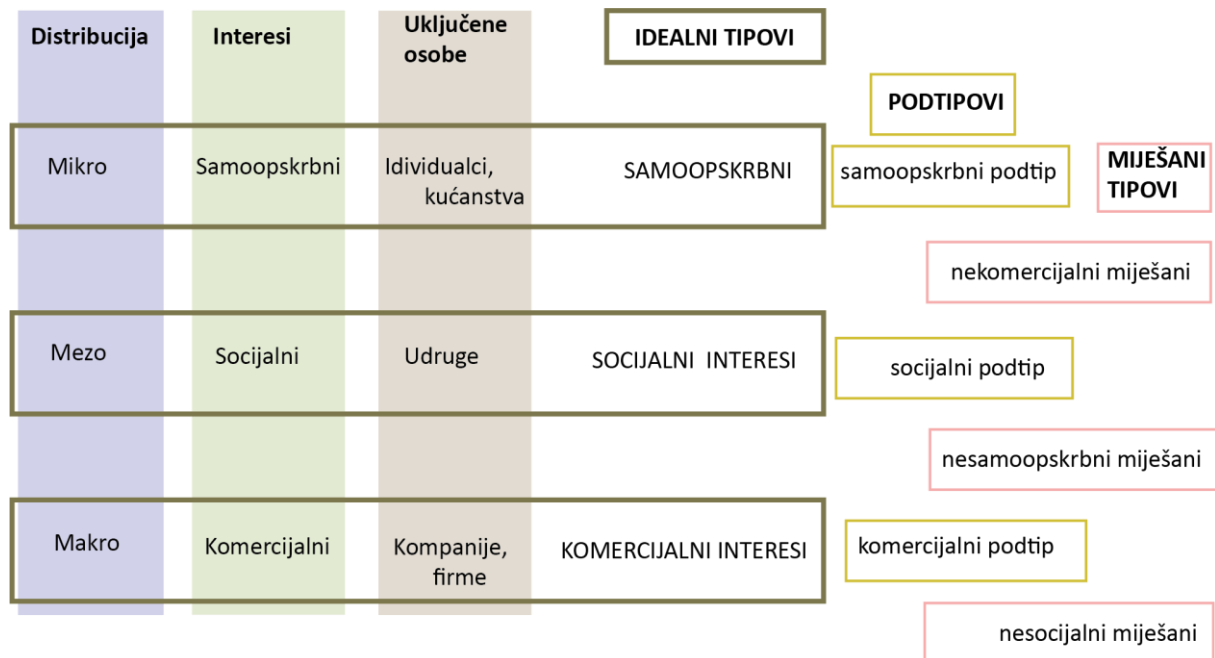 Distribucija
Interesi
Uključene
osobe
IDEALNI TIPOVI
PODTIPOVI
MIJEŠANI
TIPOVI
Mikro
Samoopskrbni
Idividualci,
kućanstva
SAMOOPSKRBNI
samoopskrbni podtip
nekomercijalni miješani
Mezo
Socijalni
Udruge
SOCIJALNI INTERESI
socijalni podtip
nesamoopskrbni miješani
Makro
Komercijalni
Kompanije,
firme
KOMERCIJALNI INTERESI
komercijalni podtip
nesocijalni miješani